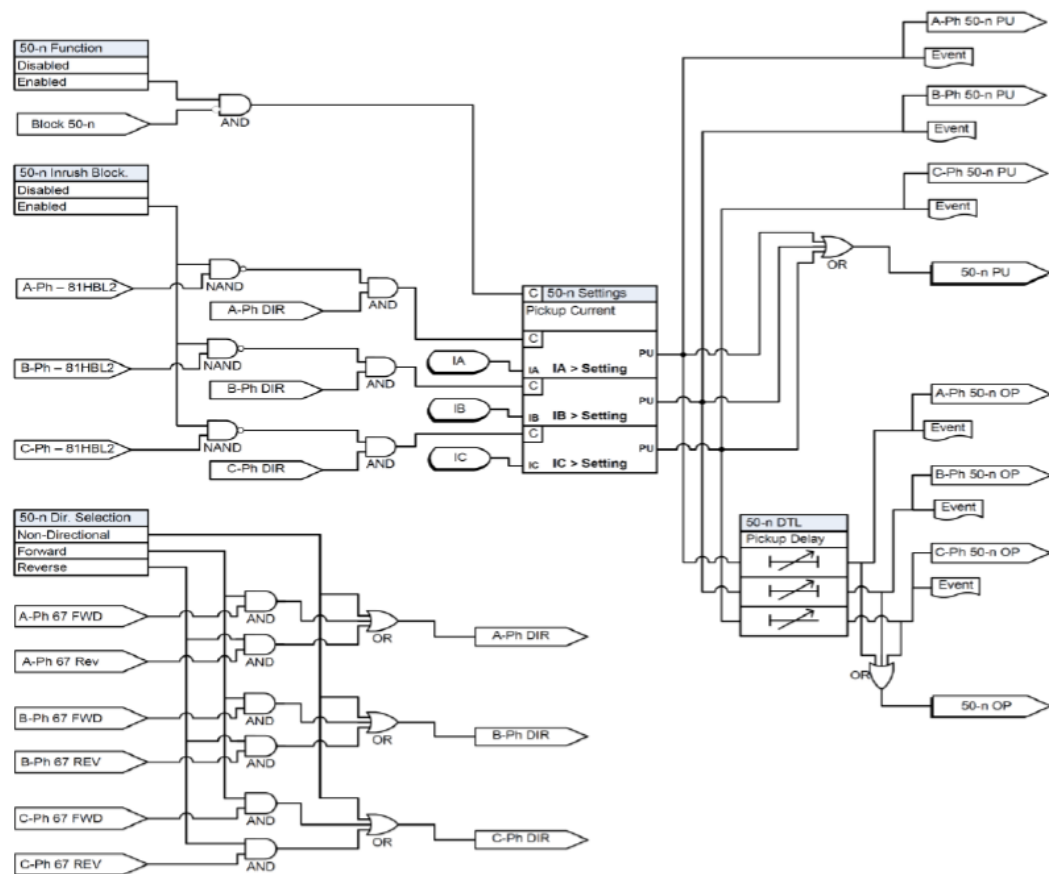 50-n Function
Disabled
Enabled
Block 50-n
AND
50-n Inrush Block.
Disabled
Enabled
A-Ph – 81HBL2
NAND
A-Ph DIR
AND
B-Ph – 81HBL2
NAND
B-Ph DIR
AND
C-Ph – 81HBL2
NAND
C-Ph DIR
AND
50-n Dir. Selection
Non-Directional
Forward
Reverse
A-Ph 67 FWD
AND
A-Ph 67 Rev
AND
OR
A-Ph DIR
B-Ph 67 FWD
AND
B-Ph 67 REV
AND
OR
B-Ph DIR
C-Ph 67 FWD
AND
C-Ph 67 REV
AND
OR
C-Ph DIR
C 50-n Settings
Pickup Current
C
PU
IA
IA IA > Setting
C
PU
IB
IB IB > Setting
C
PU
IC
IC IC > Setting
A-Ph 50-n PU
Event
B-Ph 50-n PU
Event
C-Ph 50-n PU
Event
OR
50-n PU
50-n DTL
Pickup Delay
A-Ph 50-n OP
Event
B-Ph 50-n OP
Event
C-Ph 50-n OP
Event
OR
50-n OP